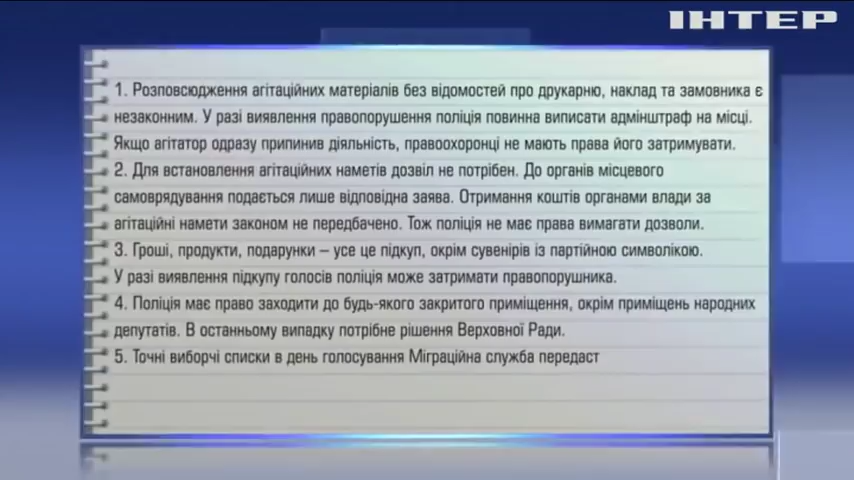 ІНТЕР
1. Розповсюдження агітаційних матеріалів без відомостей про друкарню, наклад та замовника є
незаконним. У разі виявлення правопорушення поліція повинна виписати адмінштраф на місці.
Якщо агітатор одразу припинив діяльність, правоохоронці не мають права його затримувати.
2. Для встановлення агітаційних наметів дозвіл не потрібен. До органів місцевого
самоврядування подається лише відповідна заява. Отримання коштів органами влади за
агітаційні намети законом не передбачено. Тож поліція не має права вимагати дозволи.
3. Гроші, продукти, подарунки – усе це підкуп, окрім сувенірів із партійною символікою.
У разі виявлення підкупу голосів поліція може затримати правопорушника.
4. Поліція має право заходити до будь-якого закритого приміщення, окрім приміщень народних
депутатів. В останньому випадку потрібне рішення Верховної Ради.
5. Точні виборчі списки в день голосування Міграційна служба передаст